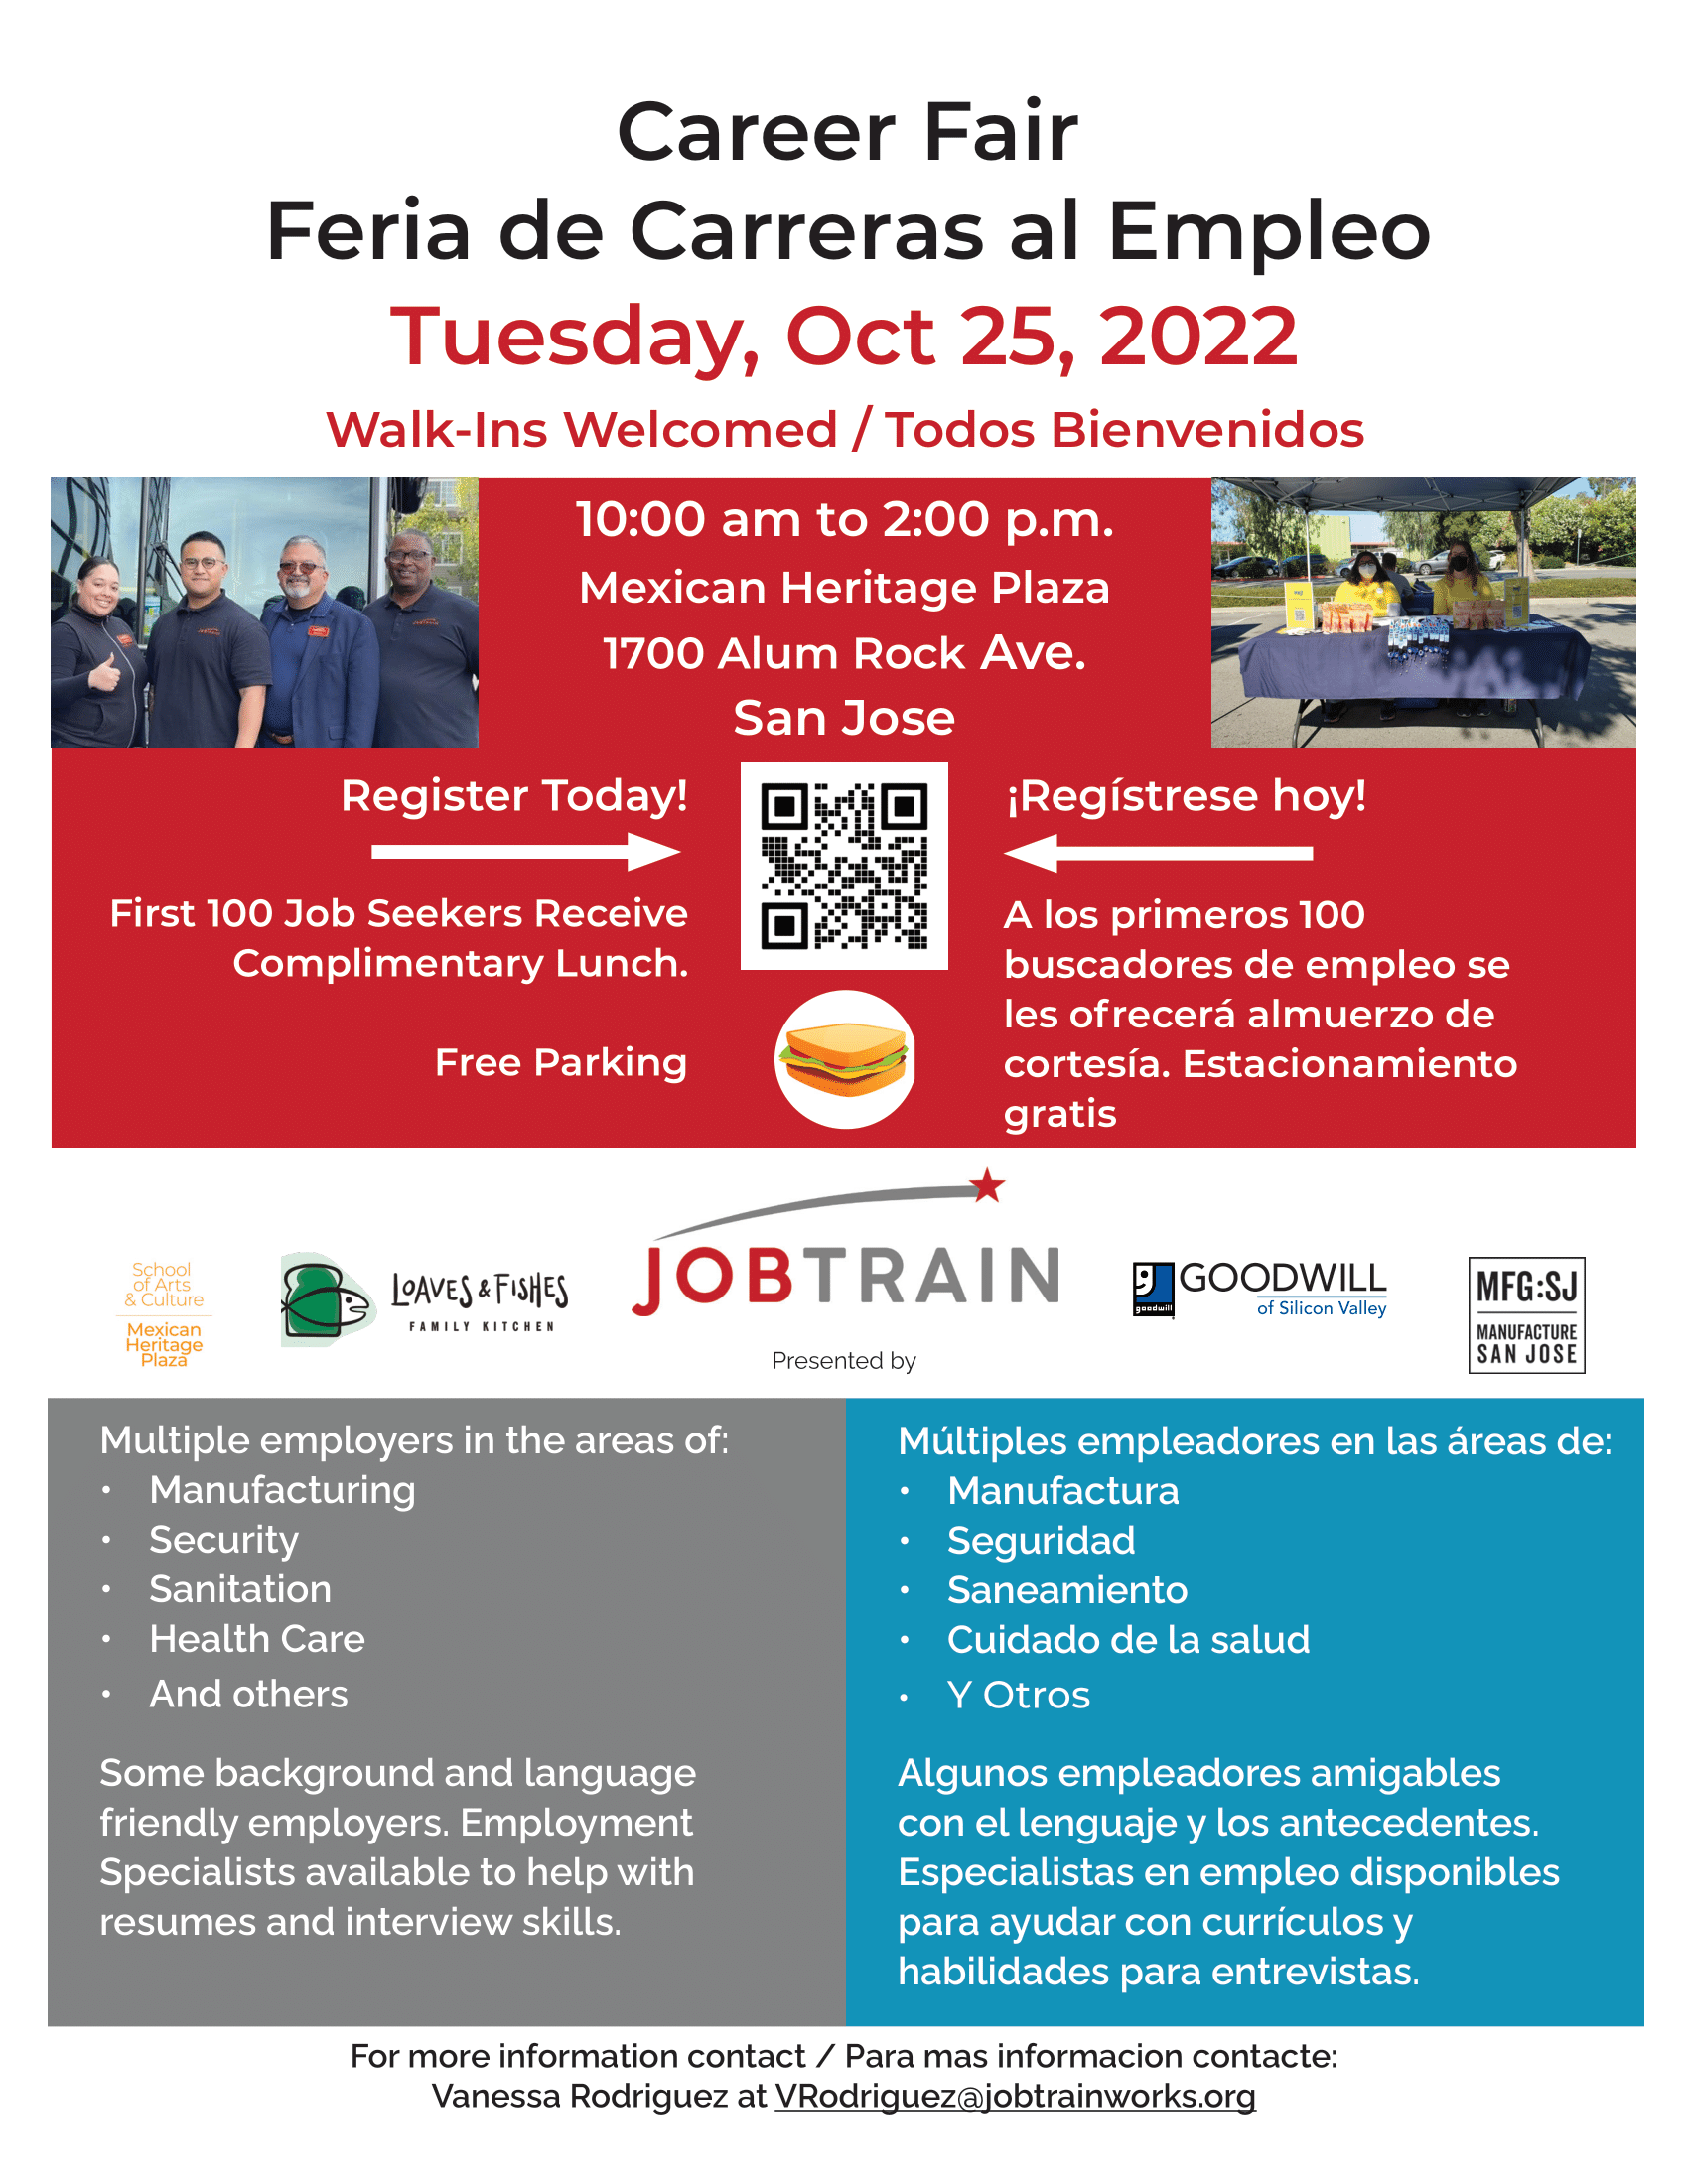 Career Fair
Feria de Carreras al Empleo
Tuesday, Oct 25, 2022
Walk-Ins Welcomed / Todos Bienvenidos
10:00 am to 2:00 p.m.
Mexican Heritage Plaza
1700 Alum Rock Ave.
San Jose
Register Today!
First 100 Job Seekers Receive
Complimentary Lunch.
Free Parking
¡Regístrese hoy!
A los primeros 100
buscadores de empleo se
les ofrecerá almuerzo de
cortesía. Estacionamiento
gratis
School
of Arts
& Culture
Mexican
Heritage
Plaza
LOAVES & FISHES
FAMILY KITCHEN
JOBTRAIN
Presented by
goodwill
GOODWILL
of Silicon Valley
MFG:SJ
MANUFACTURE
SAN JOSE
Multiple employers in the areas of:
• Manufacturing
• Security
• Sanitation
• Health Care
• And others
Some background and language
friendly employers. Employment
Specialists available to help with
resumes and interview skills.
Múltiples empleadores en las áreas de:
• Manufactura
• Seguridad
• Saneamiento
• Cuidado de la salud
• Y Otros
Algunos empleadores amigables
con el lenguaje y los antecedentes.
Especialistas en empleo disponibles
para ayudar con currículos y
habilidades para entrevistas.
For more information contact / Para mas informacion contacte:
Vanessa Rodriguez at VRodriguez@jobtrainworks.org